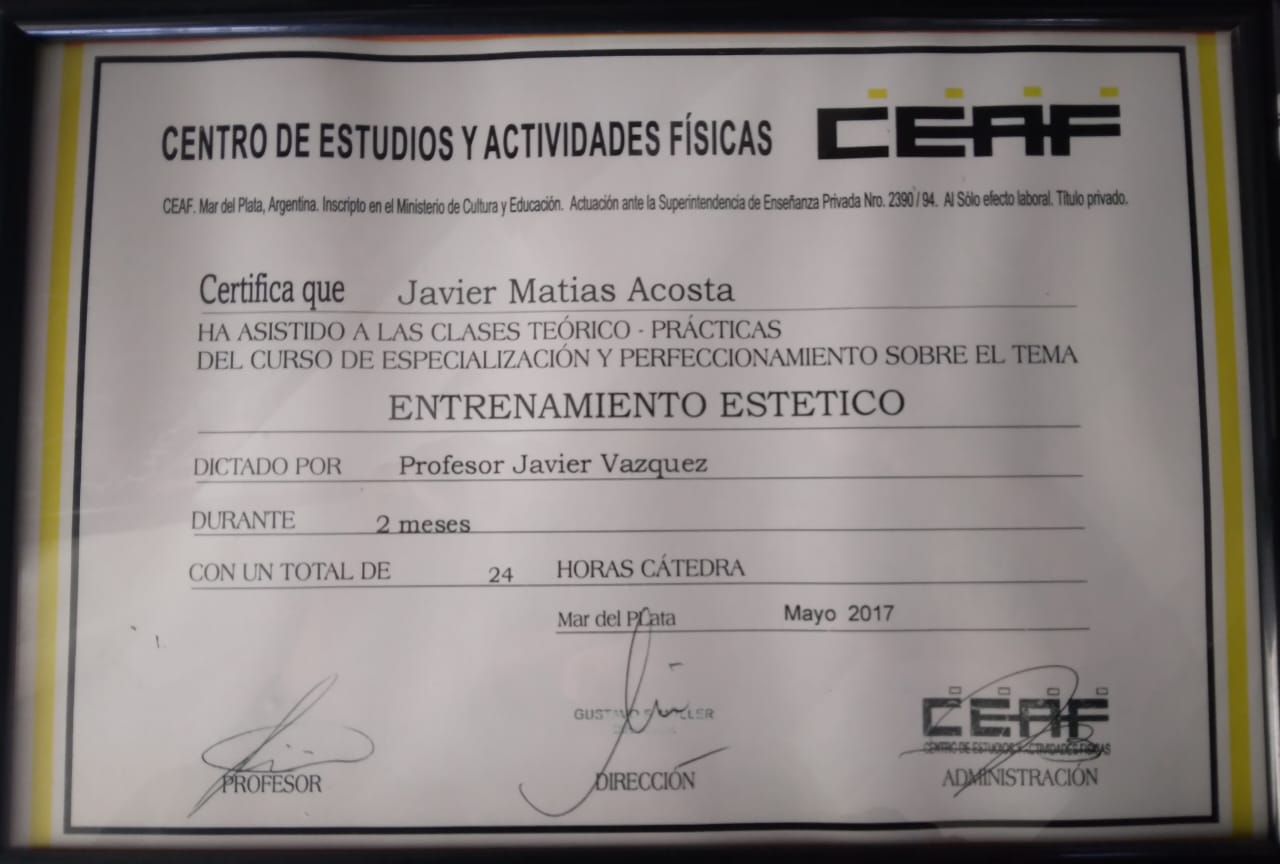 CENTRO DE ESTUDIOS Y ACTIVIDADES FÍSICAS
CEAF
CEAF. Mar del Plata, Argentina. Inscripto en el Ministerio de Cultura y Educación. Actuación ante la Superintendencia de Enseñanza Privada Nro. 2390 / 94. Al Sólo efecto laboral. Título privado.
Certifica que Javier Matias Acosta
HA ASISTIDO A LAS CLASES TEÓRICO - PRÁCTICAS
DEL CURSO DE ESPECIALIZACIÓN Y PERFECCIONAMIENTO SOBRE EL TEMA
ENTRENAMIENTO ESTETICO
DICTADO POR Profesor Javier Vazquez
DURANTE 2 meses
CON UN TOTAL DE 24 HORAS CÁTEDRA
Mar del Plata Mayo 2017
GUSTAVO
CEAF
CENTRO DE ESTUDIOS Y ACTIVIDADES FISICAS
PROFESOR DIRECCIÓN ADMINISTRACIÓN